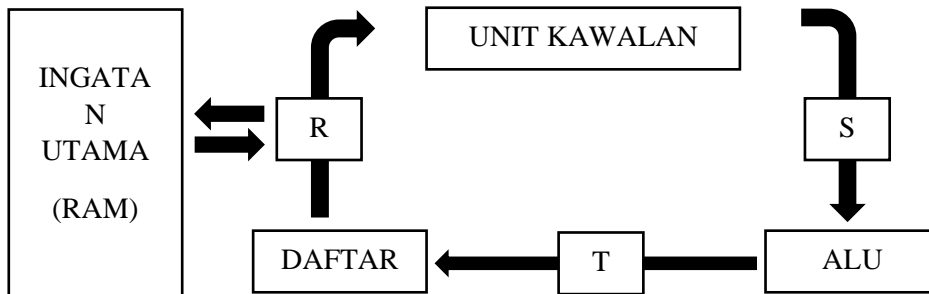 UNIT KAWALAN
INGATA
N
UTAMA
(RAM)
R
S
DAFTAR
T
ALU